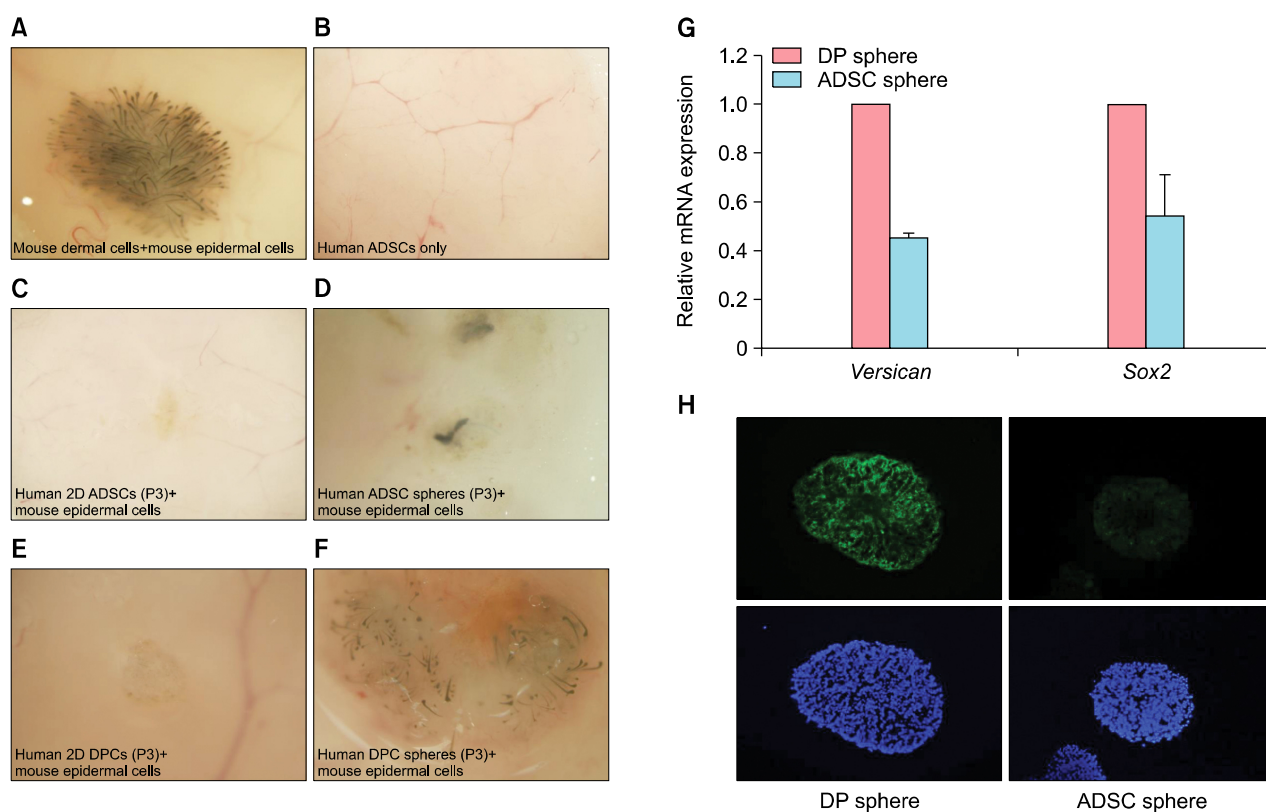 A
Mouse dermal cells+mouse epidermal cells
B
Human ADSCs only
C
Human 2D ADSCs (P3)+
mouse epidermal cells
D
Human ADSC spheres (P3)+
mouse epidermal cells
E
Human 2D DPCs (P3)+
mouse epidermal cells
F
Human DPC spheres (P3)+
mouse epidermal cells
G
DP sphere
ADSC sphere
Relative mRNA expression
1.2
1.0
0.8
0.6
0.4
0.2
0
Versican
Sox2
H
DP sphere
ADSC sphere